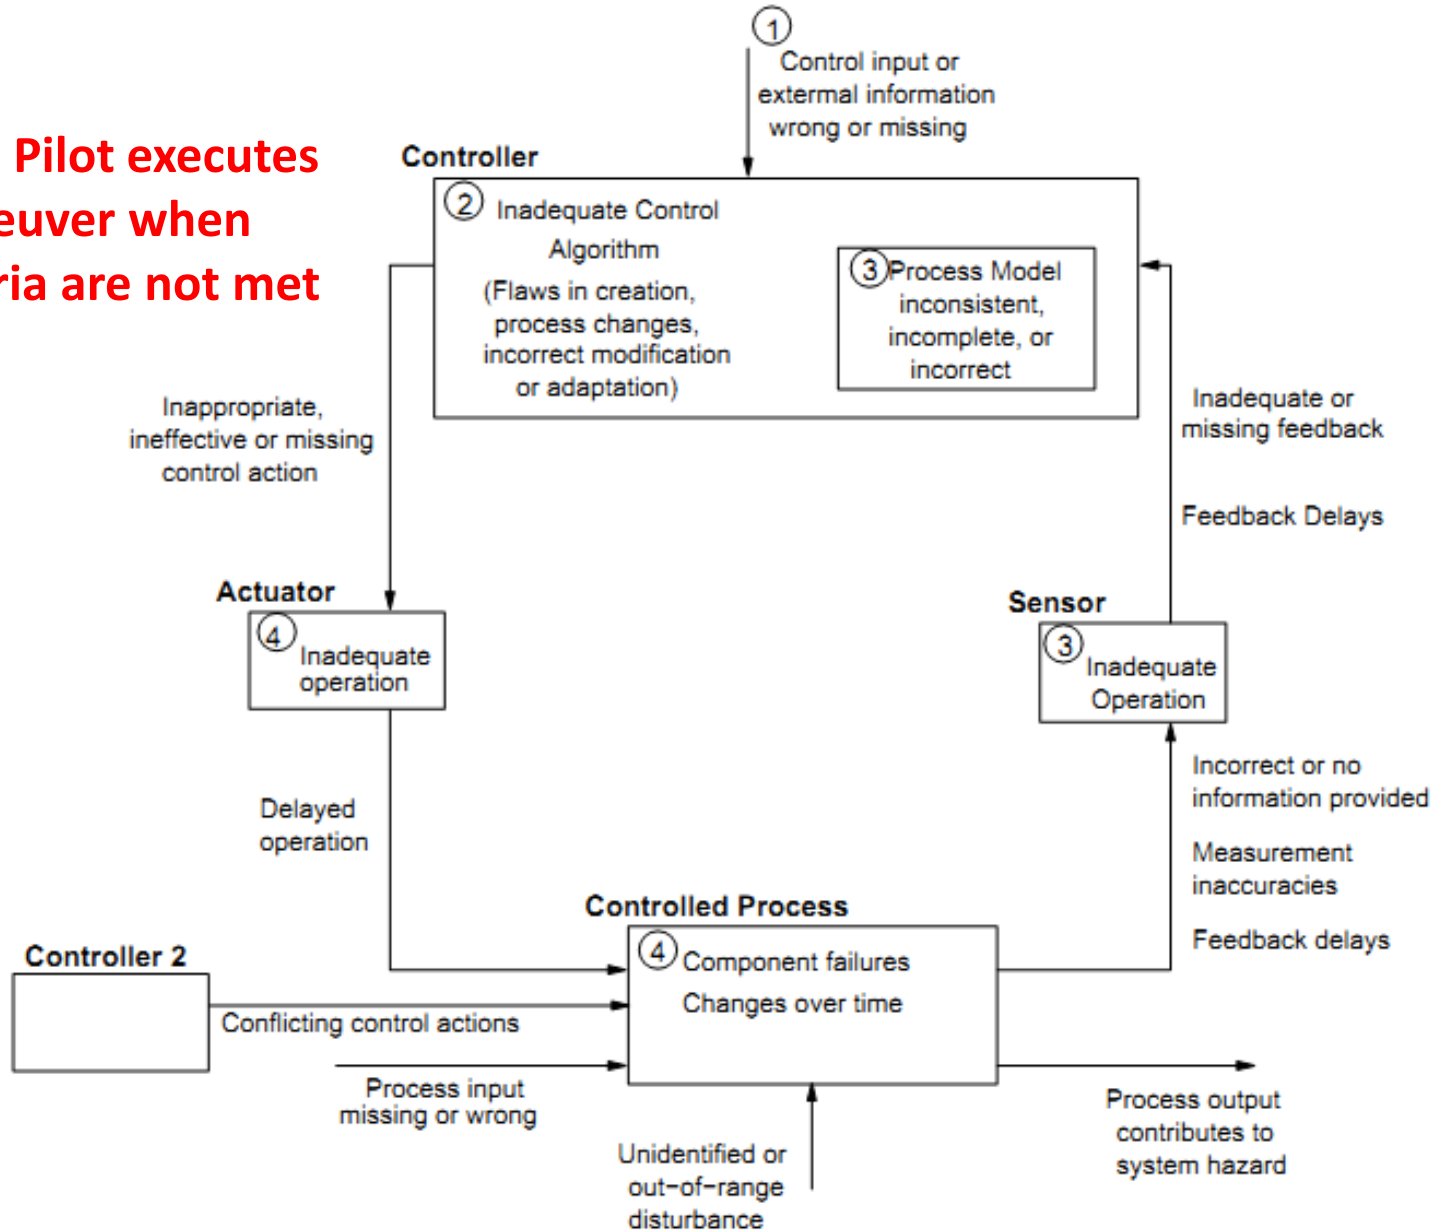 1
Control input or
extermal information
wrong or missing
Pilot executes
euver when
ria are not met
Controller
2 Inadequate Control
Algorithm
(Flaws in creation,
process changes,
incorrect modification
or adaptation)
3 Process Model
inconsistent,
incomplete, or
incorrect
Inappropriate,
ineffective or missing
control action
Inadequate or
missing feedback
Feedback Delays
Actuator
4
Inadequate
operation
Sensor
3
Inadequate
Operation
Delayed
operation
Incorrect or no
information provided
Measurement
inaccuracies
Feedback delays
Controlled Process
4 Component failures
Changes over time
Controller 2
Conflicting control actions
Process input
missing or wrong
Unidentified or
out−of−range
disturbance
Process output
contributes to
system hazard